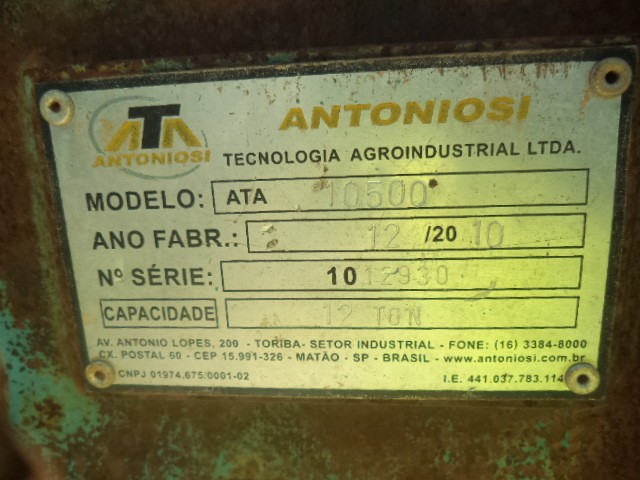 ATA
ANTONIOSI
ANTONIOSI
TECNOLOGIA AGROINDUSTRIAL LTDA.
MODELO: ATA 10500
ANO FABR.: 12 /20 10
Nº SÉRIE: 10 12930
CAPACIDADE 12 TON
AV. ANTONIO LOPES, 200 - TORIBA- SETOR INDUSTRIAL - FONE: (16) 3384-8000
CX. POSTAL 60 - CEP 15.991-326 - MATÃO - SP - BRASIL - www.antoniosi.com.br
CNPJ 01974.675/0001-02 I.E. 441.037.783.114